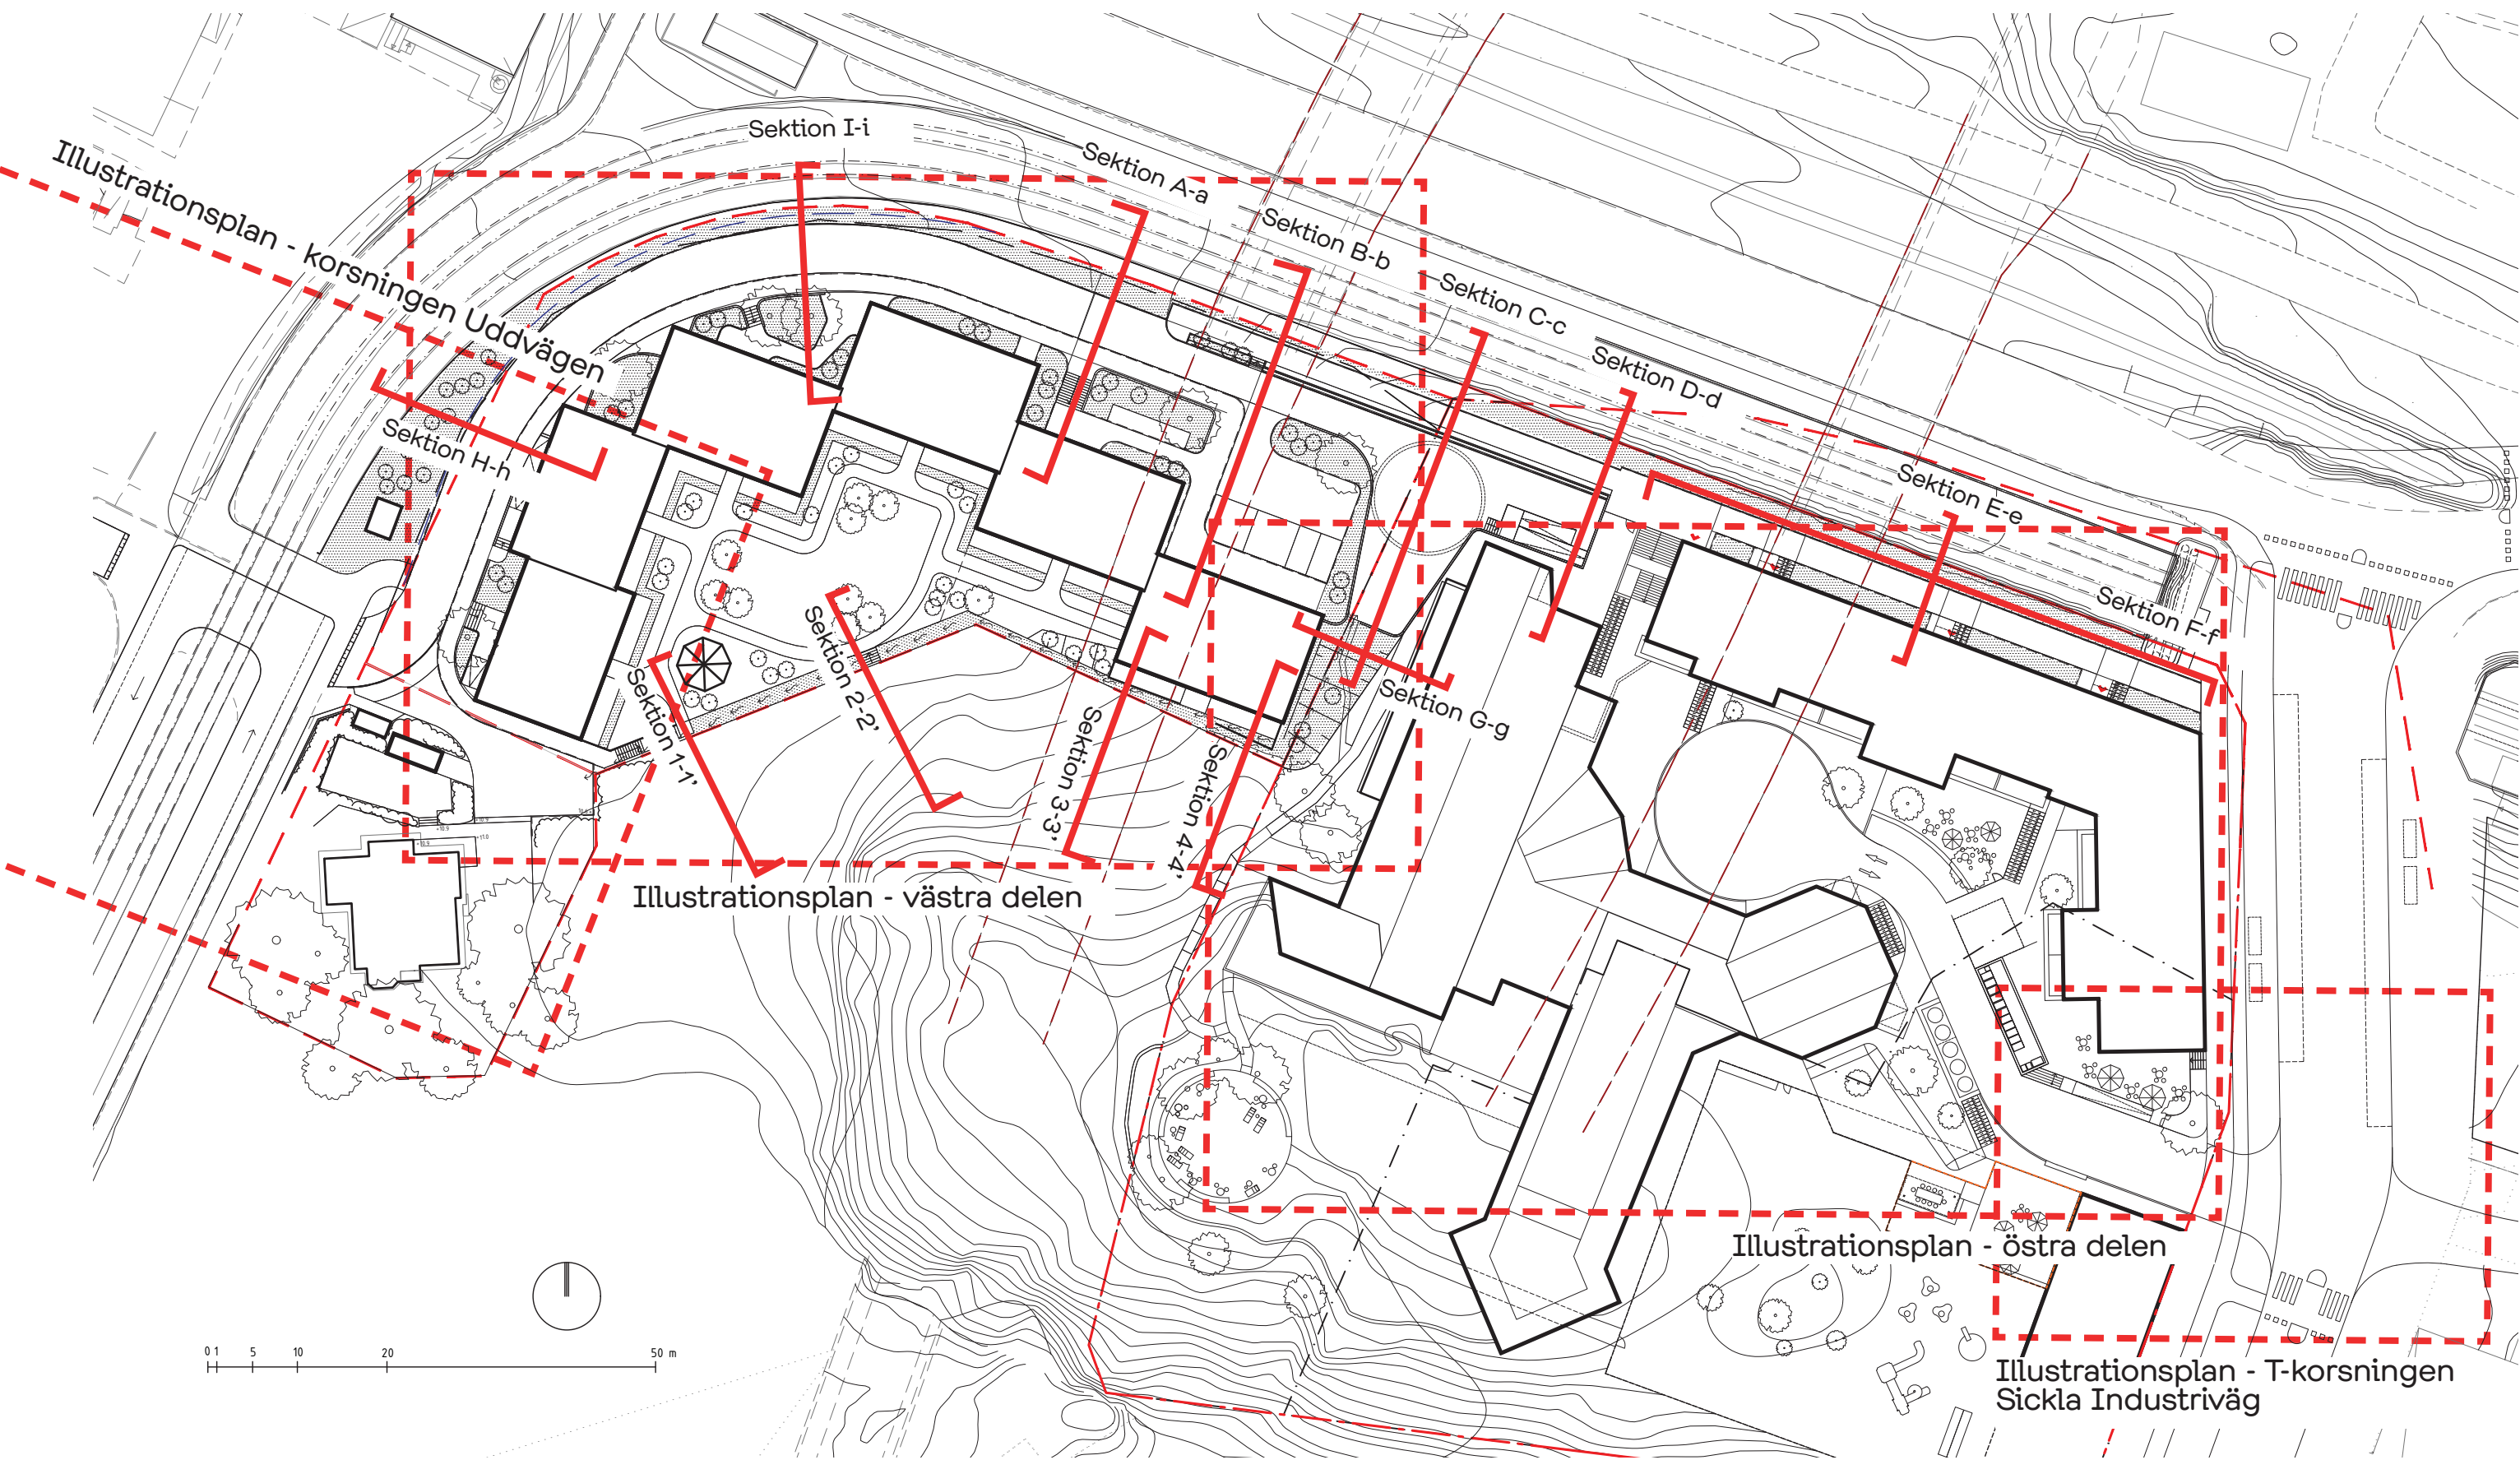 Sektion I-i
Sektion A-a
Illustrationsplan - korsningen Uddvägen
Sektion B-b
Sektion C-c
Sektion D-d
Sektion H-h
Sektion E-e
Sektion F-f
Sektion 1-1'
Sektion 2-2'
Sektion 3-3'
Sektion 4-4'
Sektion G-g
Illustrationsplan - västra delen
Illustrationsplan - östra delen
0 1 5 10 20 50 m
Illustrationsplan - T-korsningen
Sickla Industriväg